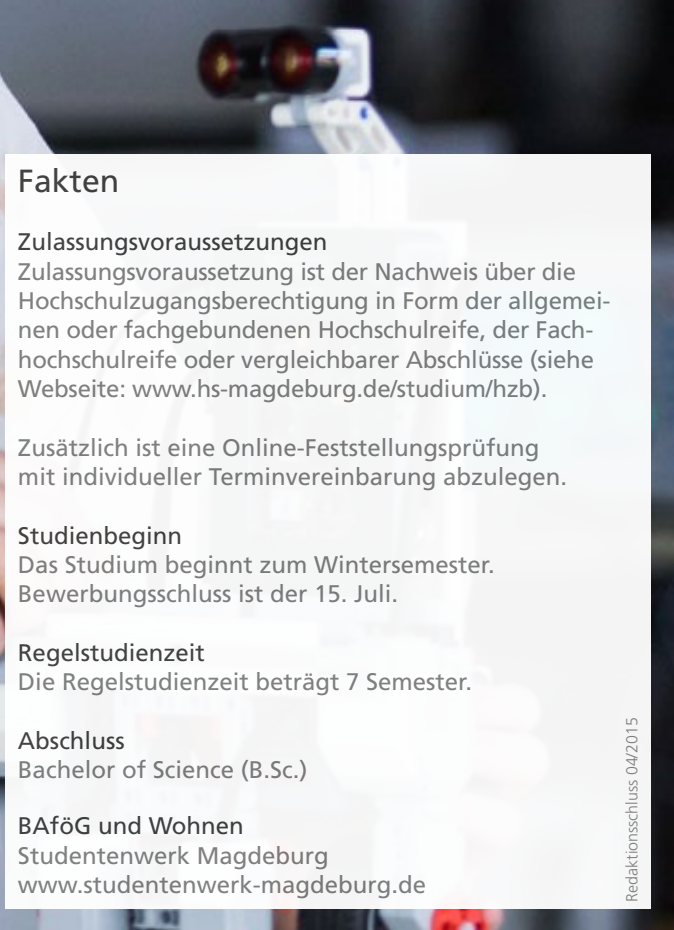 Fakten
Zulassungsvoraussetzungen
Zulassungsvoraussetzung ist der Nachweis über die
Hochschulzugangsberechtigung in Form der allgemei-
nen oder fachgebundenen Hochschulreife, der Fach-
hochschulreife oder vergleichbarer Abschlüsse (siehe
Webseite: www.hs-magdeburg.de/studium/hzb).
Zusätzlich ist eine Online-Feststellungsprüfung
mit individueller Terminvereinbarung abzulegen.
Studienbeginn
Das Studium beginnt zum Wintersemester.
Bewerbungsschluss ist der 15. Juli.
Regelstudienzeit
Die Regelstudienzeit beträgt 7 Semester.
Abschluss
Bachelor of Science (B.Sc.)
BAföG und Wohnen
Studentenwerk Magdeburg
www.studentenwerk-magdeburg.de
Redaktionsschluss 04/2015